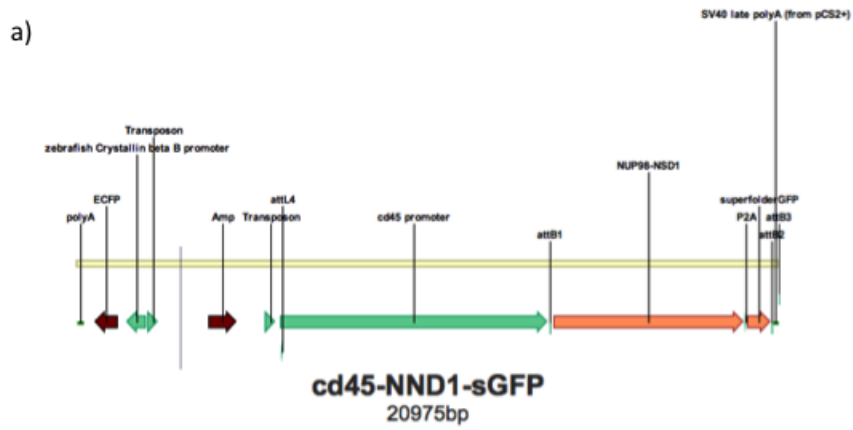 a)
SV40 late polyA (from pCS2+)
Transposon
zebrafish Crystallin beta B promoter
NUP98-NSD1
ECFP
attL4
superfolderGFP
polyA
Amp
Transposon
cd45 promoter
P2A
attB3
attB1
attB2
cd45-NND1-sGFP
20975bp